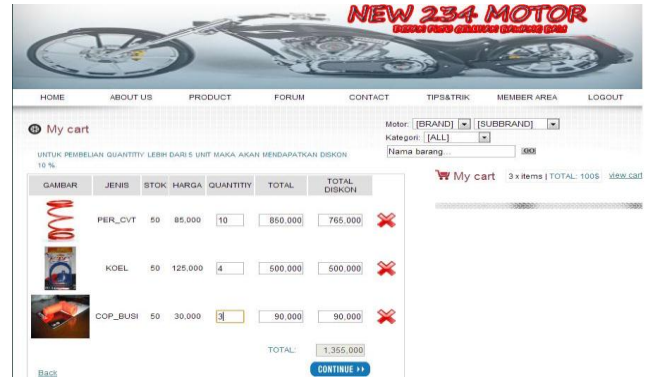 NEW 234 MOTOR
HOME ABOUT US PRODUCT FORUM CONTACT TIPS&TRIK MEMBER AREA LOGOUT
My cart
Motor: [BRAND] [SUBBRAND]
Kategori: [ALL]
Nama barang... GO
UNTUK PEMBELIAN QUANTITIY LEBIH DARI 5 UNIT MAKA AKAN MENDAPATKAN DISKON
10 %.
My cart 3 x items | TOTAL: 100$ view cart
GAMBAR JENIS STOK HARGA QUANTITIY TOTAL TOTAL DISKON
PER_CVT 50 85,000 10 850,000 765,000
KOEL 50 125,000 4 500,000 500,000
COP_BUSI 50 30,000 3 90,000 90,000
TOTAL: 1,355,000
Back CONTINUE